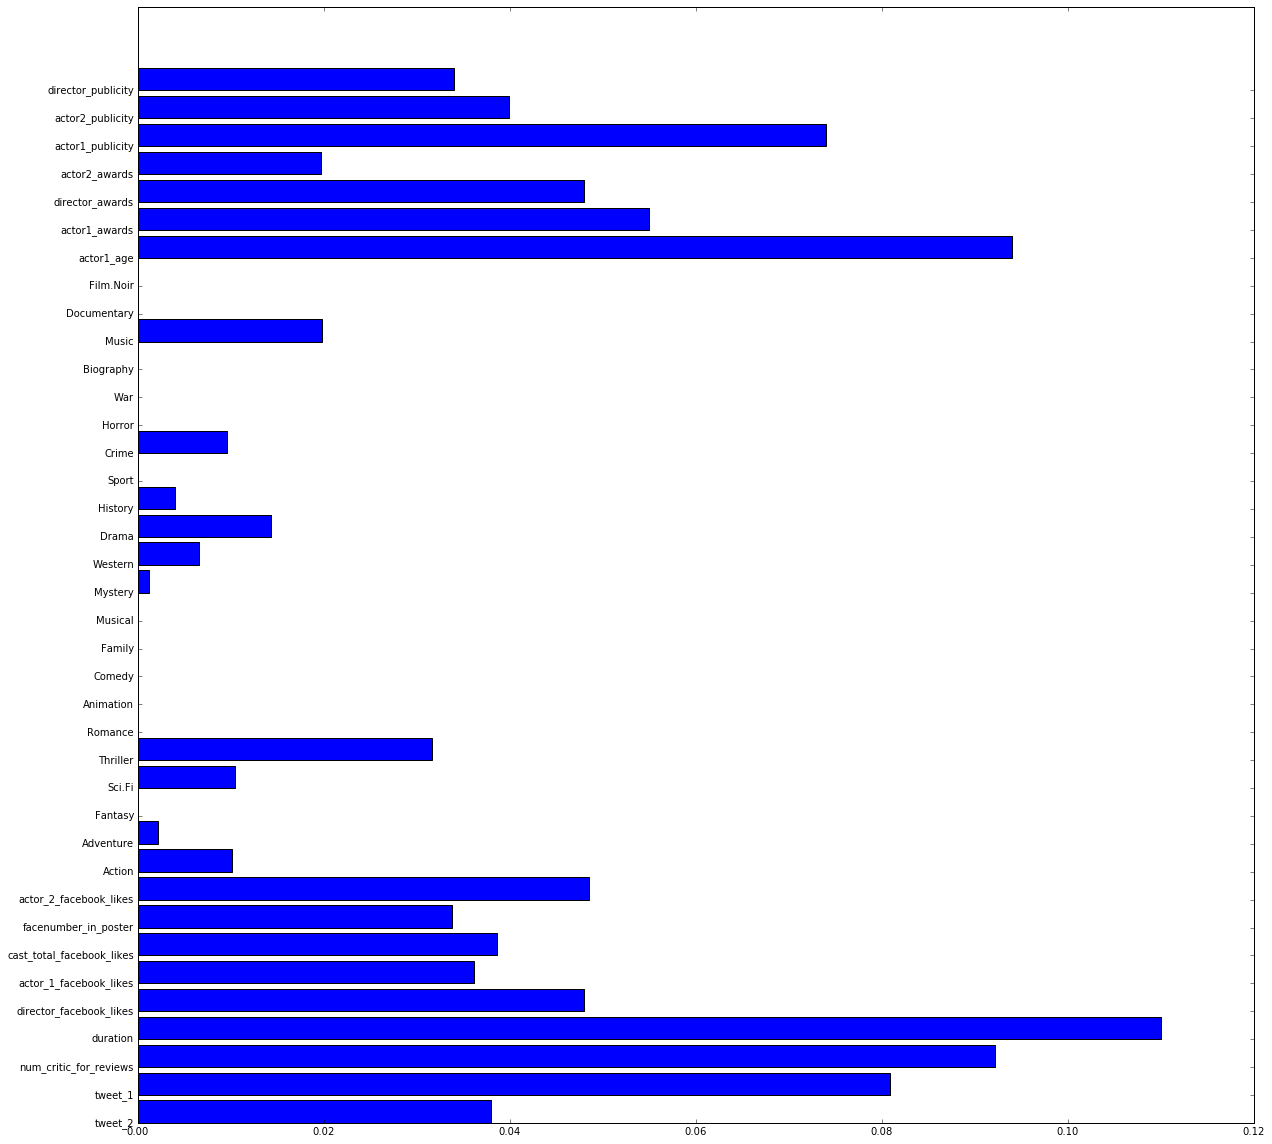 director_publicity
actor2_publicity
actor1_publicity
actor2_awards
director_awards
actor1_awards
actor1_age
Film.Noir
Documentary
Music
Biography
War
Horror
Crime
Sport
History
Drama
Western
Mystery
Musical
Family
Comedy
Animation
Romance
Thriller
Sci.Fi
Fantasy
Adventure
Action
actor_2_facebook_likes
facenumber_in_poster
cast_total_facebook_likes
actor_1_facebook_likes
director_facebook_likes
duration
num_critic_for_reviews
tweet_1
tweet_2
0.00 0.02 0.04 0.06 0.08 0.10 0.12